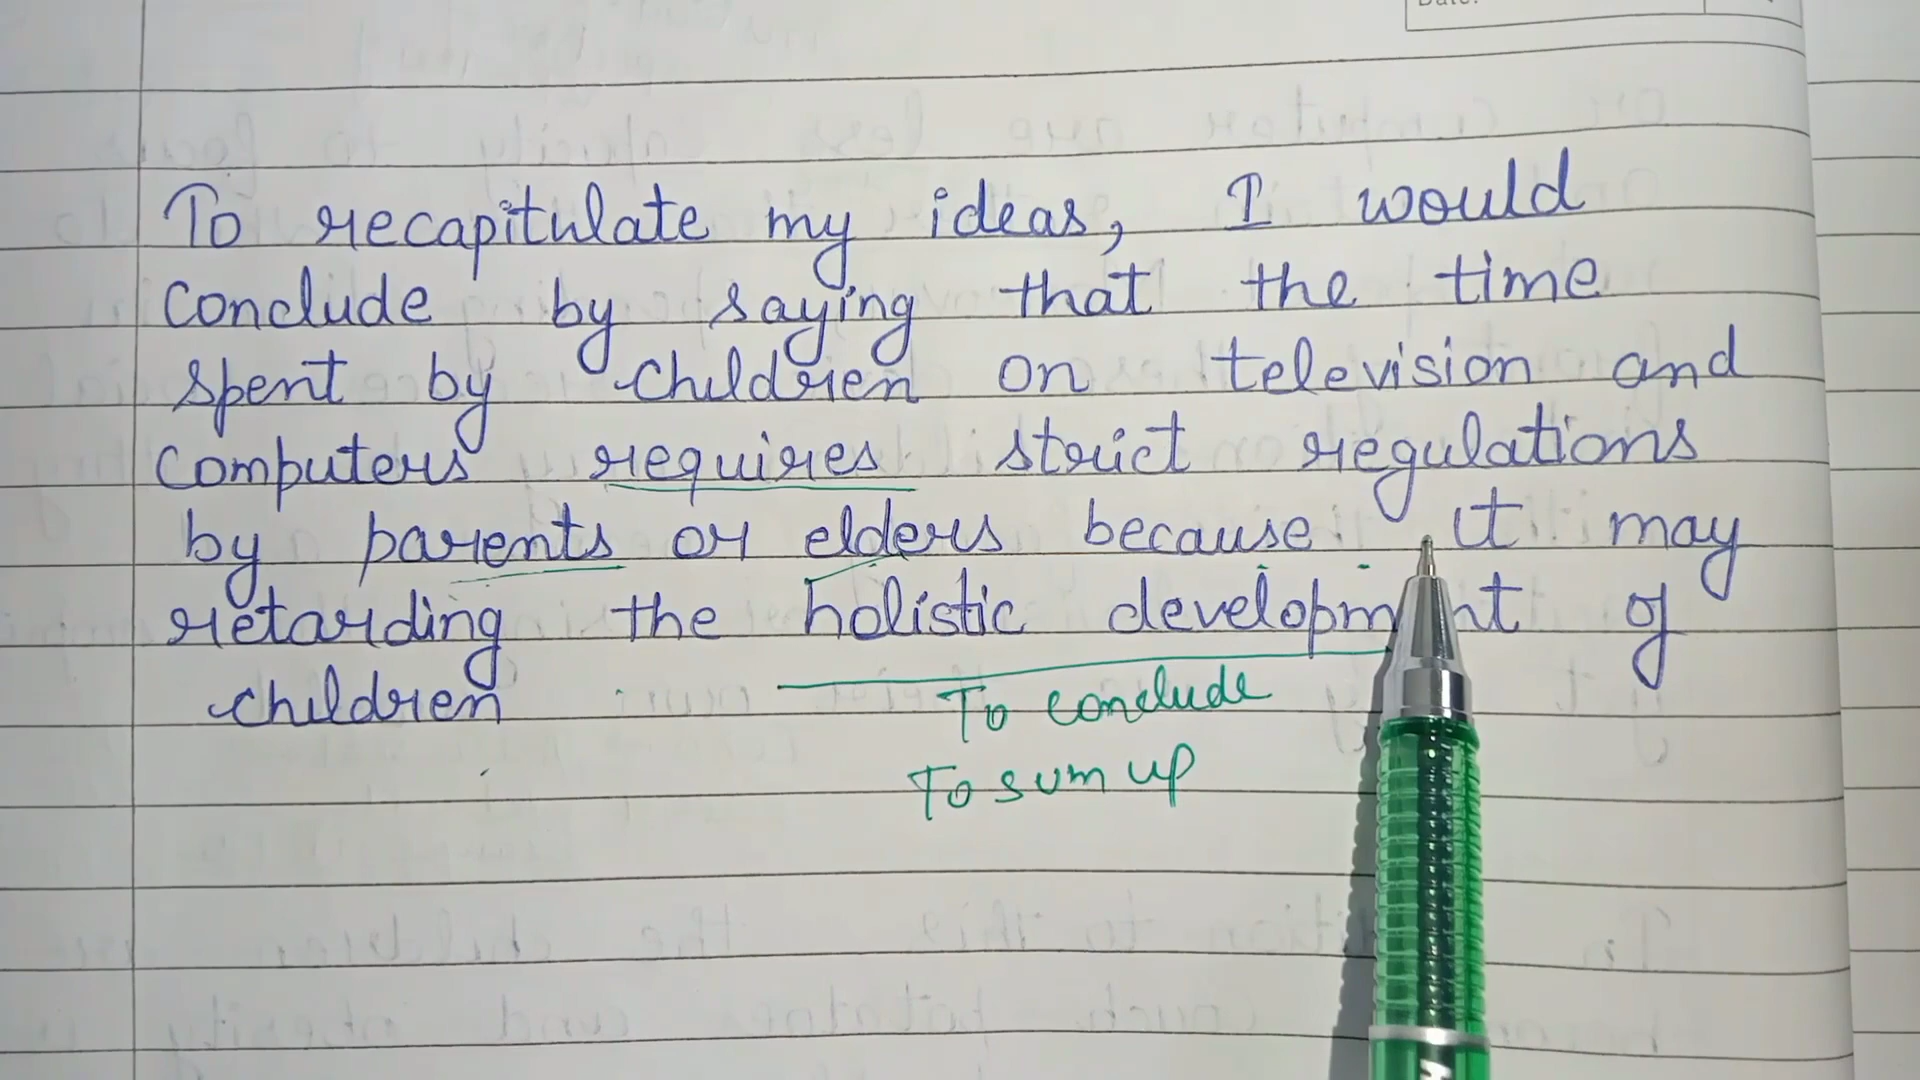 To recapitulate my ideas, I would
conclude by saying that the time
spent by children on television and
computers requires strict regulations
by parents or elders because it may
retarding the holistic development of
children
To conclude
To sum up